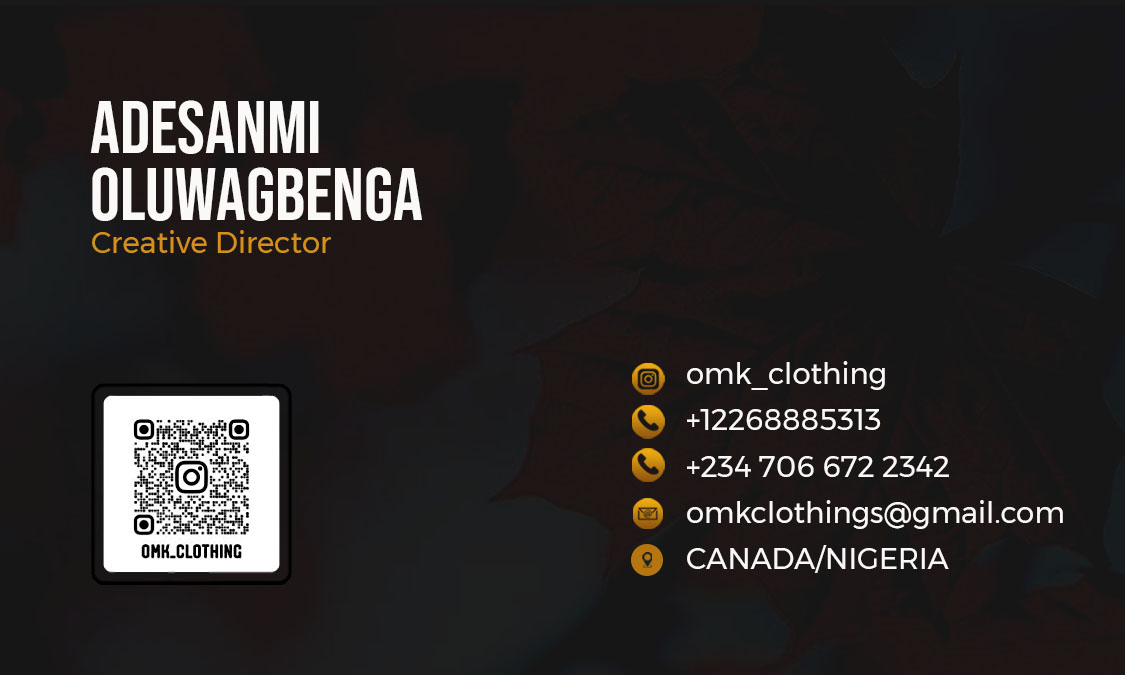 ADESANMI
OLUWAGBENGA
Creative Director
omk_clothing
+12268885313
+234 706 672 2342
omkclothings@gmail.com
CANADA/NIGERIA
OMK_CLOTHING